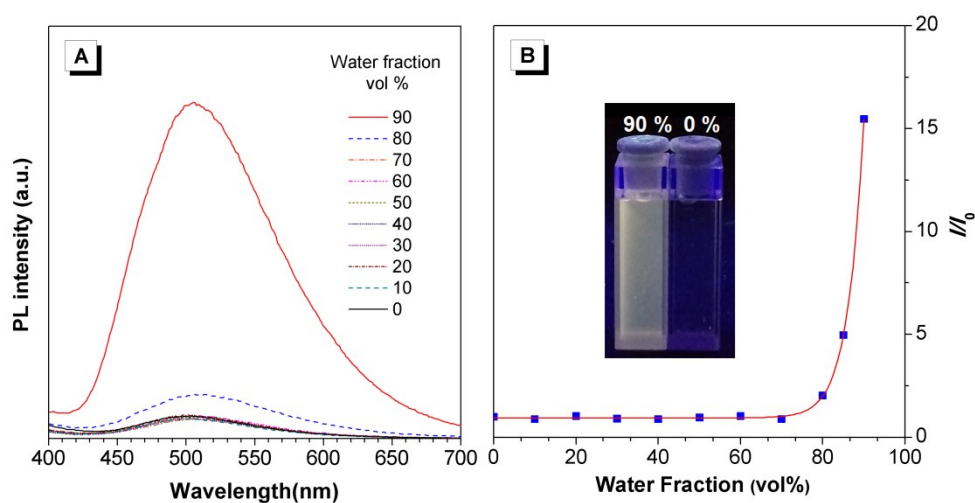 A
Water fraction
vol %
90
80
70
60
50
40
30
20
10
0
PL intensity (a.u.)
400 450 500 550 600 650 700
Wavelength(nm)
B
90 % 0 %
20
15
10
5
0
I/I0
0 20 40 60 80 100
Water Fraction (vol%)